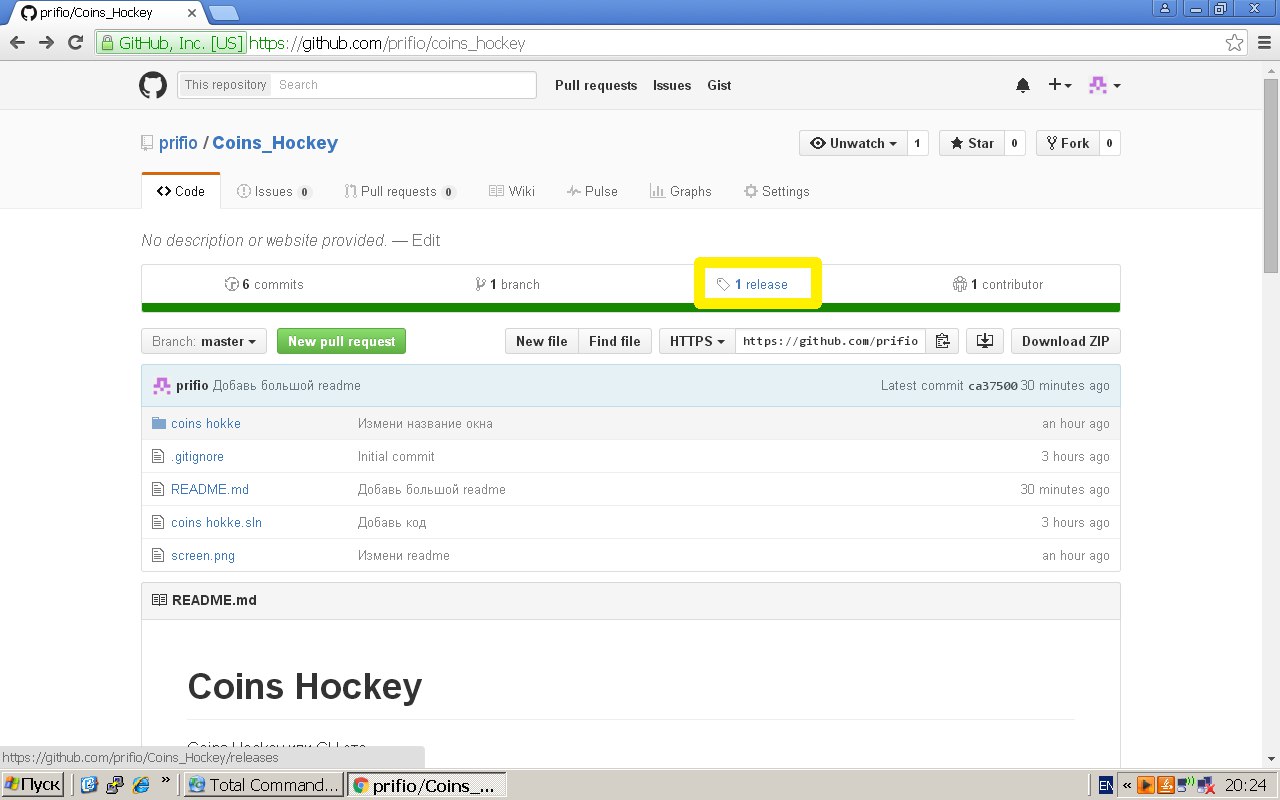 prifio/Coins_Hockey
GitHub, Inc. [US] https://github.com/prifio/coins_hockey
This repository Search Pull requests Issues Gist
prifio / Coins_Hockey Unwatch 1 Star 0 Fork 0
Code Issues 0 Pull requests 0 Wiki Pulse Graphs Settings
No description or website provided. — Edit
6 commits 1 branch 1 release 1 contributor
Branch: master New pull request New file Find file HTTPS https://github.com/prifio Download ZIP
prifio Добавь большой readme Latest commit ca37500 30 minutes ago
coins hokke Измени название окна an hour ago
.gitignore Initial commit 3 hours ago
README.md Добавь большой readme 30 minutes ago
coins hokke.sln Добавь код 3 hours ago
screen.png Измени readme an hour ago
README.md
Coins Hockey
Coins Hockey или CH это
https://github.com/prifio/Coins_Hockey/releases
Пуск » Total Command... prifio/Coins_... EN « 20:24